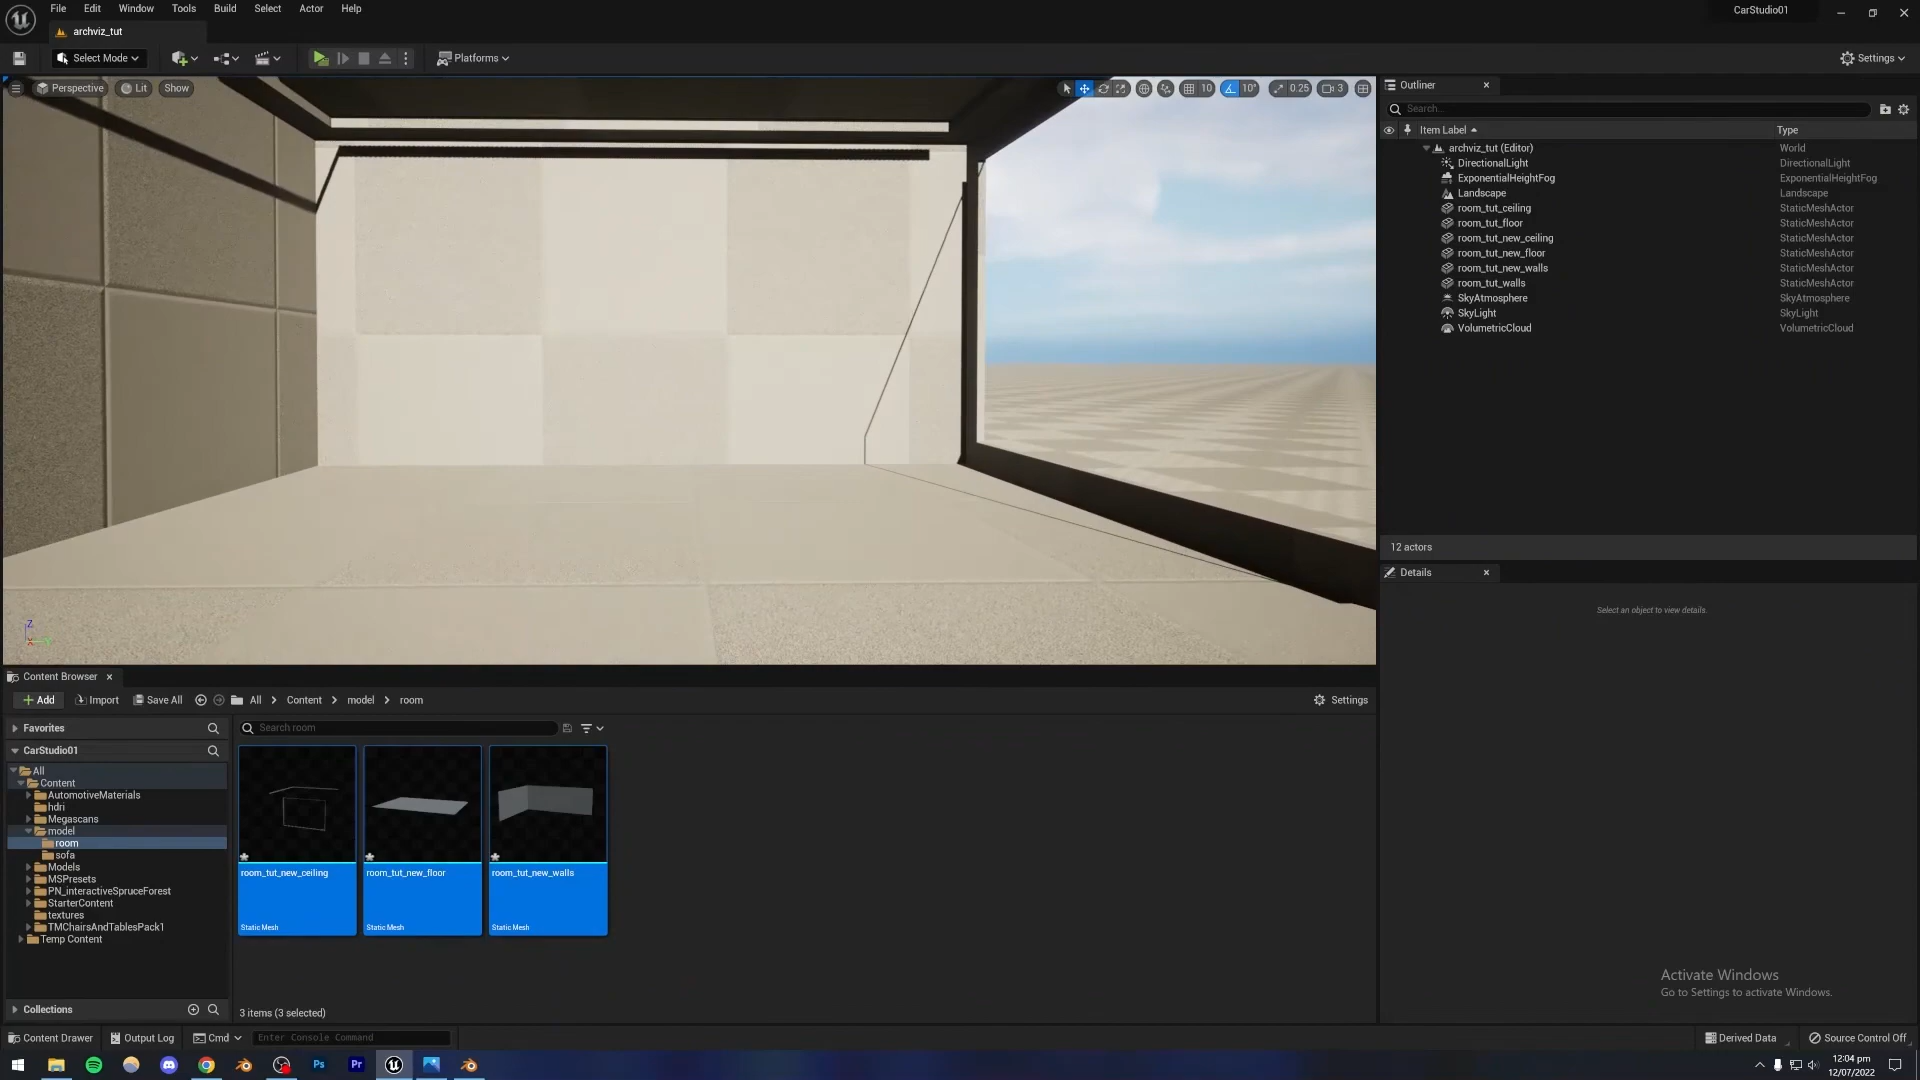 File Edit Window Tools Build Select Actor Help
CarStudio01
archviz_tut
Select Mode
Platforms
Settings
Perspective Lit Show
10 10° 0.25 3
Outliner
Search...
Item Label Type
archviz_tut (Editor) World
DirectionalLight DirectionalLight
ExponentialHeightFog ExponentialHeightFog
Landscape Landscape
room_tut_ceiling StaticMeshActor
room_tut_floor StaticMeshActor
room_tut_new_ceiling StaticMeshActor
room_tut_new_floor StaticMeshActor
room_tut_new_walls StaticMeshActor
room_tut_walls StaticMeshActor
SkyAtmosphere SkyAtmosphere
SkyLight SkyLight
VolumetricCloud VolumetricCloud
12 actors
Details
Select an object to view details.
Z
Content Browser
Add Import Save All All Content model room
Settings
Favorites
Search room
CarStudio01
All
Content
AutomotiveMaterials
hdri
Megascans
model
room
sofa
Models
MSPresets
PN_interactiveSpruceForest
StarterContent
textures
TMChairsAndTablesPack1
Temp Content
room_tut_new_ceiling room_tut_new_floor room_tut_new_walls
Static Mesh Static Mesh Static Mesh
Activate Windows
Go to Settings to activate Windows.
Collections
3 items (3 selected)
Content Drawer Output Log Cmd Enter Console Command
Derived Data Source Control Off
Ps Pr
12:04 pm
12/07/2022